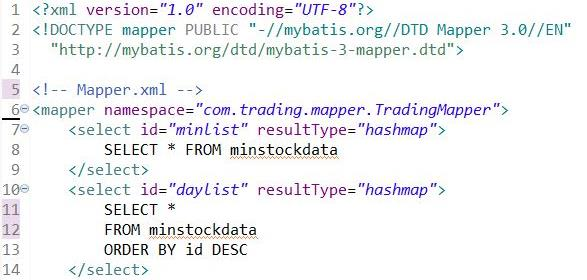 1 <?xml version="1.0" encoding="UTF-8"?>
2 <!DOCTYPE mapper PUBLIC "-//mybatis.org//DTD Mapper 3.0//EN"
3 "http://mybatis.org/dtd/mybatis-3-mapper.dtd">
4
5 <!-- Mapper.xml -->
6 <mapper namespace="com.trading.mapper.TradingMapper">
7 <select id="minlist" resultType="hashmap">
8 SELECT * FROM minstockdata
9 </select>
10 <select id="daylist" resultType="hashmap">
11 SELECT *
12 FROM minstockdata
13 ORDER BY id DESC
14 </select>